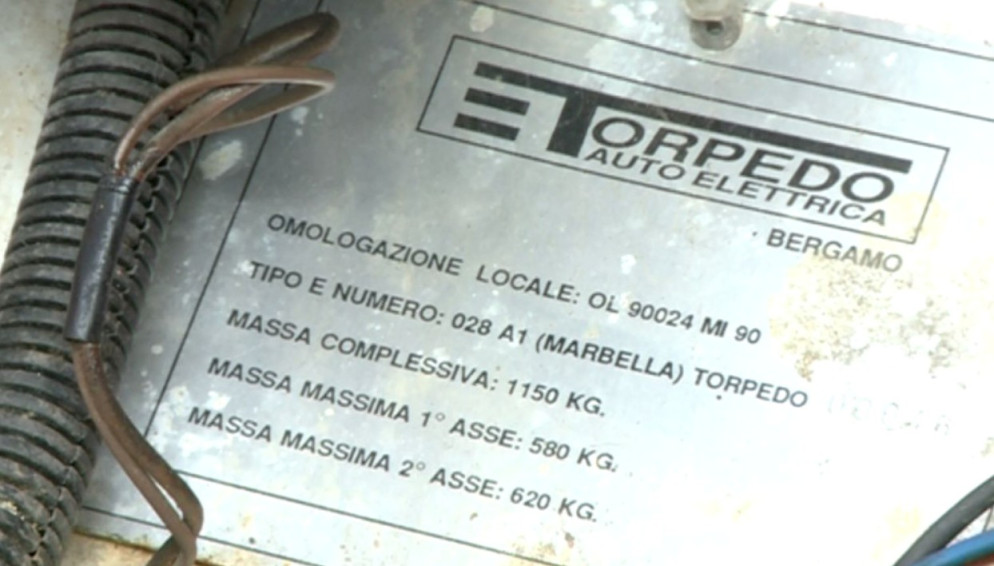 TORPEDO
AUTO ELETTRICA
BERGAMO
OMOLOGAZIONE LOCALE: OL 90024 MI 90
TIPO E NUMERO: 028 A1 (MARBELLA) TORPEDO
MASSA COMPLESSIVA: 1150 KG.
MASSA MASSIMA 1° ASSE: 580 KG.
MASSA MASSIMA 2° ASSE: 620 KG.